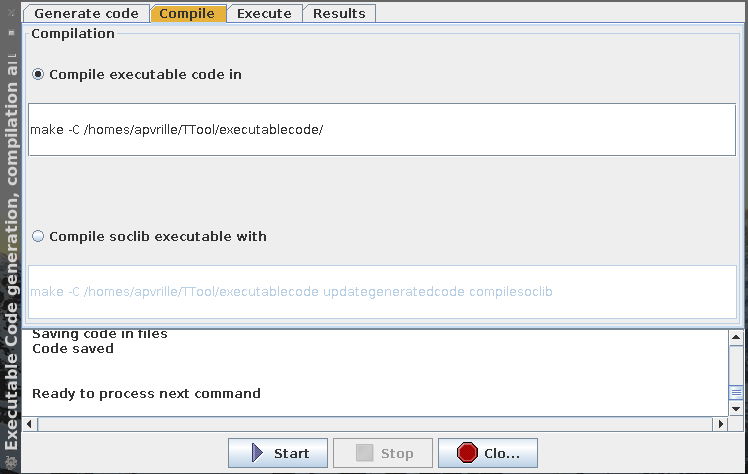 Executable Code generation, compilation a
Generate code Compile Execute Results
Compilation
Compile executable code in
make -C /homes/apvrille/TTool/executablecode/
Compile soclib executable with
make -C /homes/apvrille/TTool/executablecode updategeneratedcode compilesoclib
Saving code in files
Code saved
Ready to process next command
Start Stop Clo...